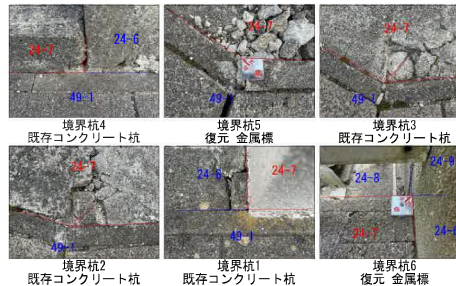 24-7
24-6
49-1
境界杭4
既存コンクリート杭
24-7
49-
境界杭5
復元 金属標
24-7
49-1
境界杭3
既存コンクリート杭
24-7
49-1
境界杭2
既存コンクリート杭
24-6
24-7
49-1
境界杭1
既存コンクリート杭
24-9
24-8
24-7
24-6
境界杭6
復元 金属標